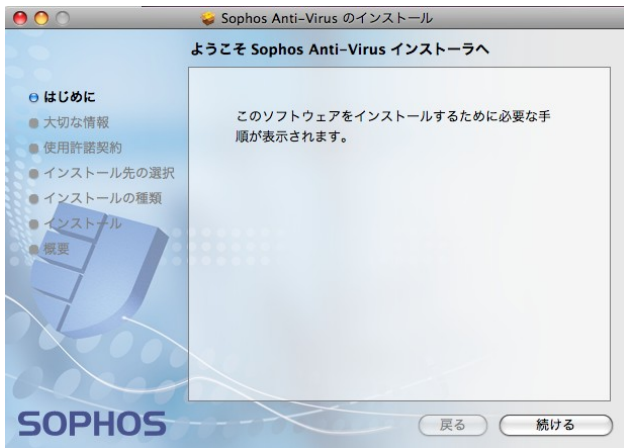 Sophos Anti-Virus のインストール
ようこそ Sophos Anti-Virus インストーラへ
はじめに
大切な情報
使用許諾契約
インストール先の選択
インストールの種類
インストール
概要
このソフトウェアをインストールするために必要な手
順が表示されます。
SOPHOS
戻る
続ける